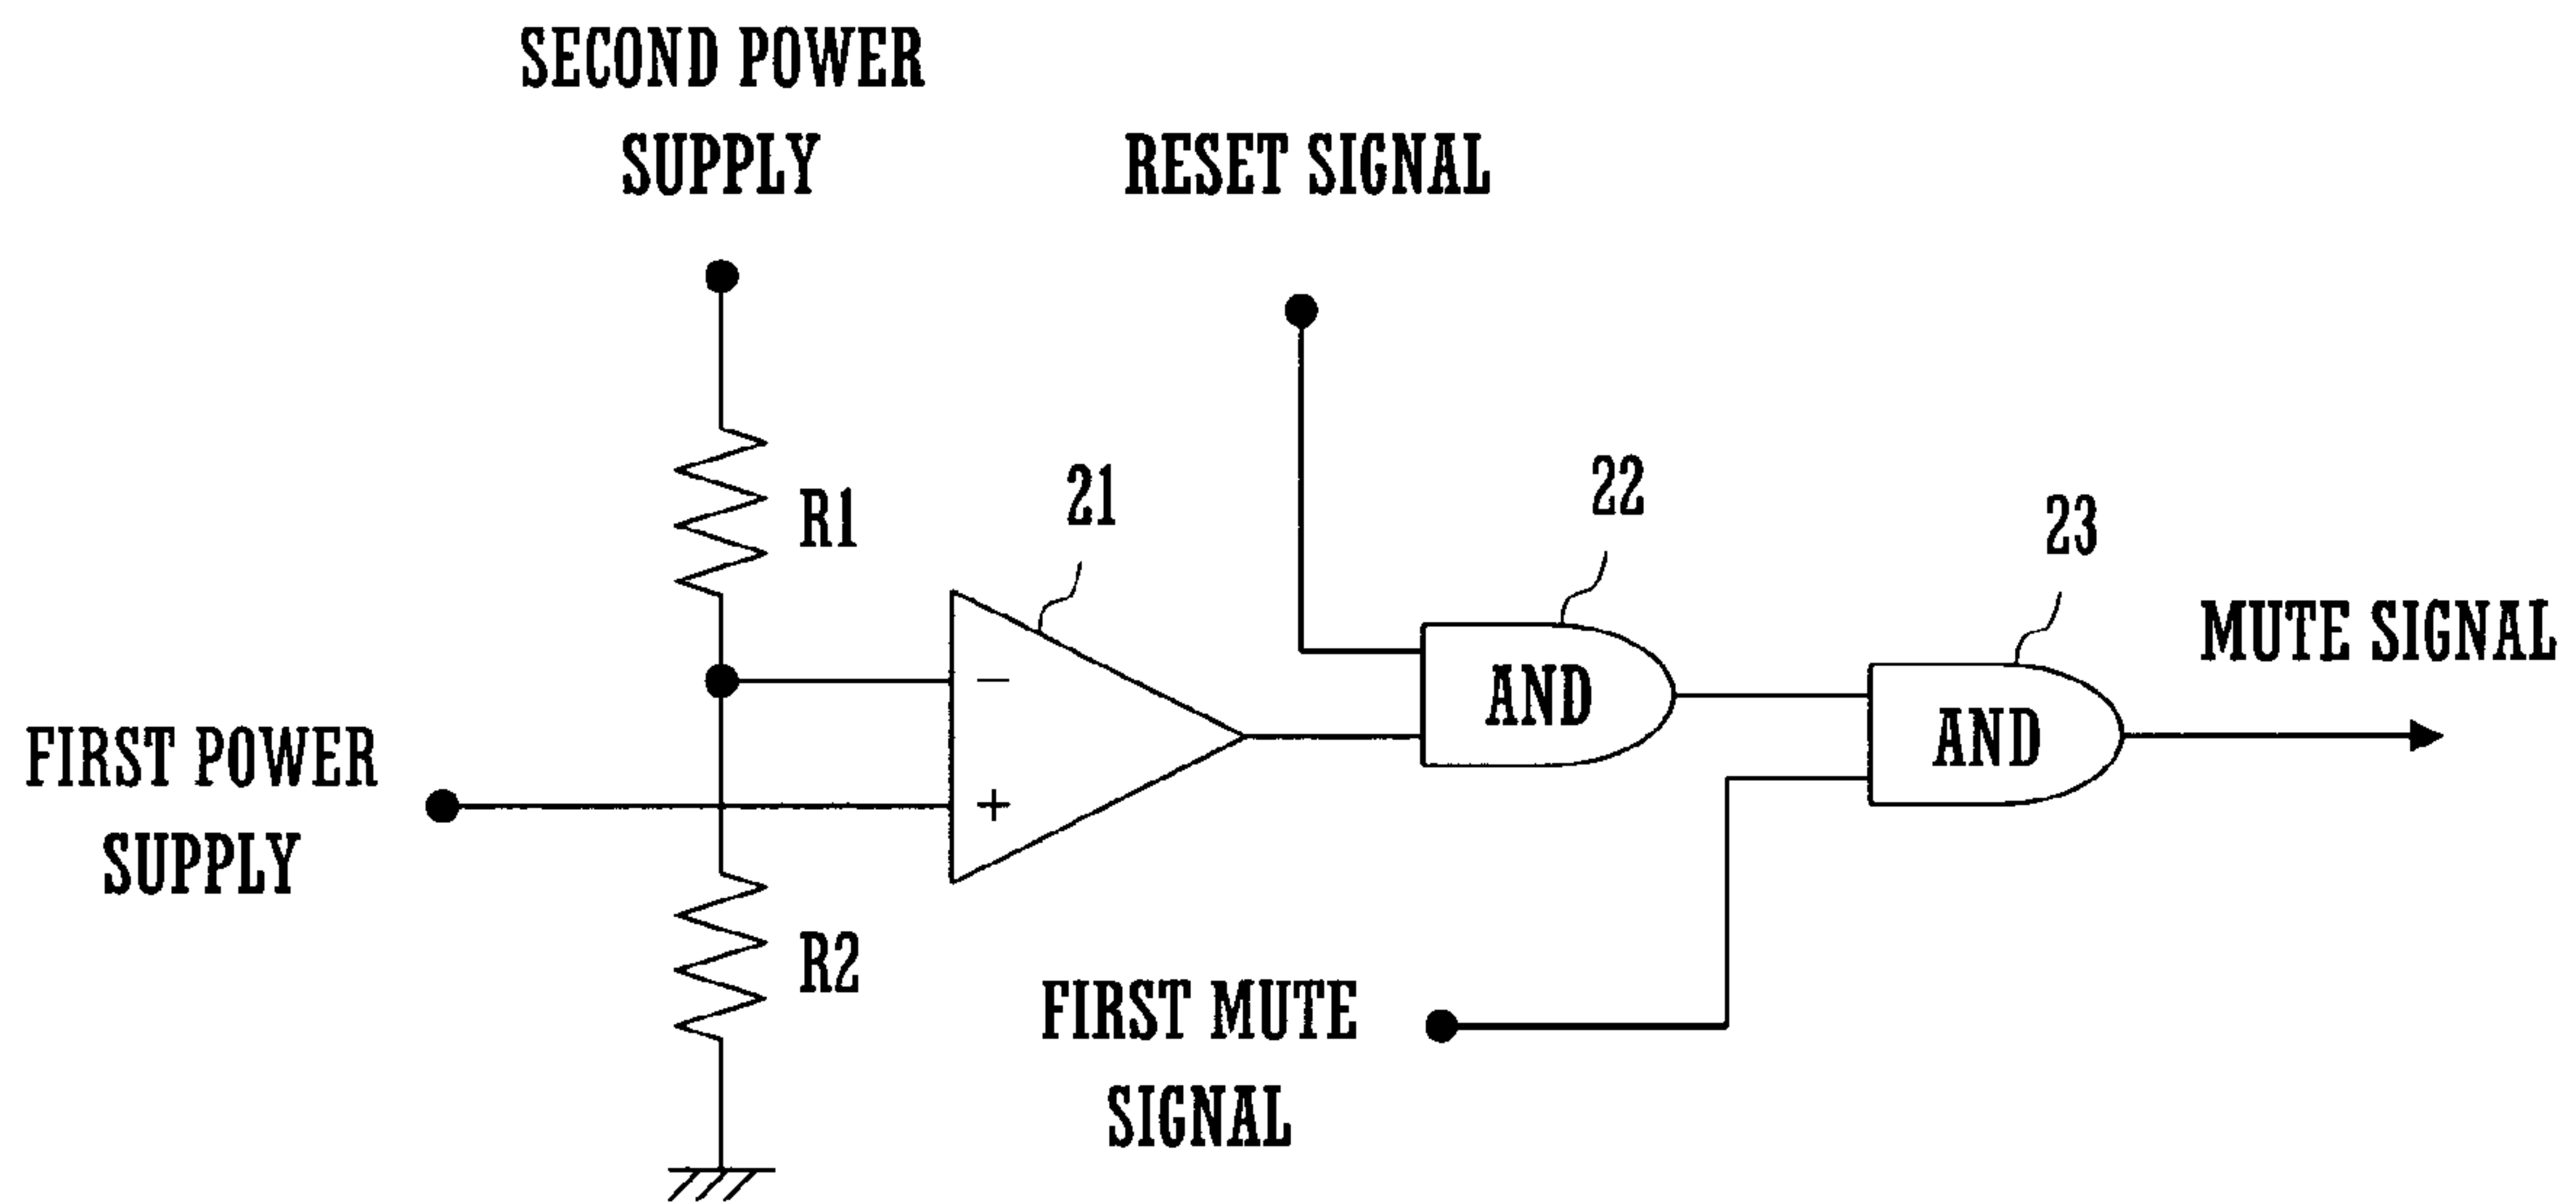 SECOND POWER
SUPPLY
RESET SIGNAL
R1
21
22
23
MUTE SIGNAL
AND
AND
−
+
FIRST POWER
SUPPLY
R2
FIRST MUTE
SIGNAL